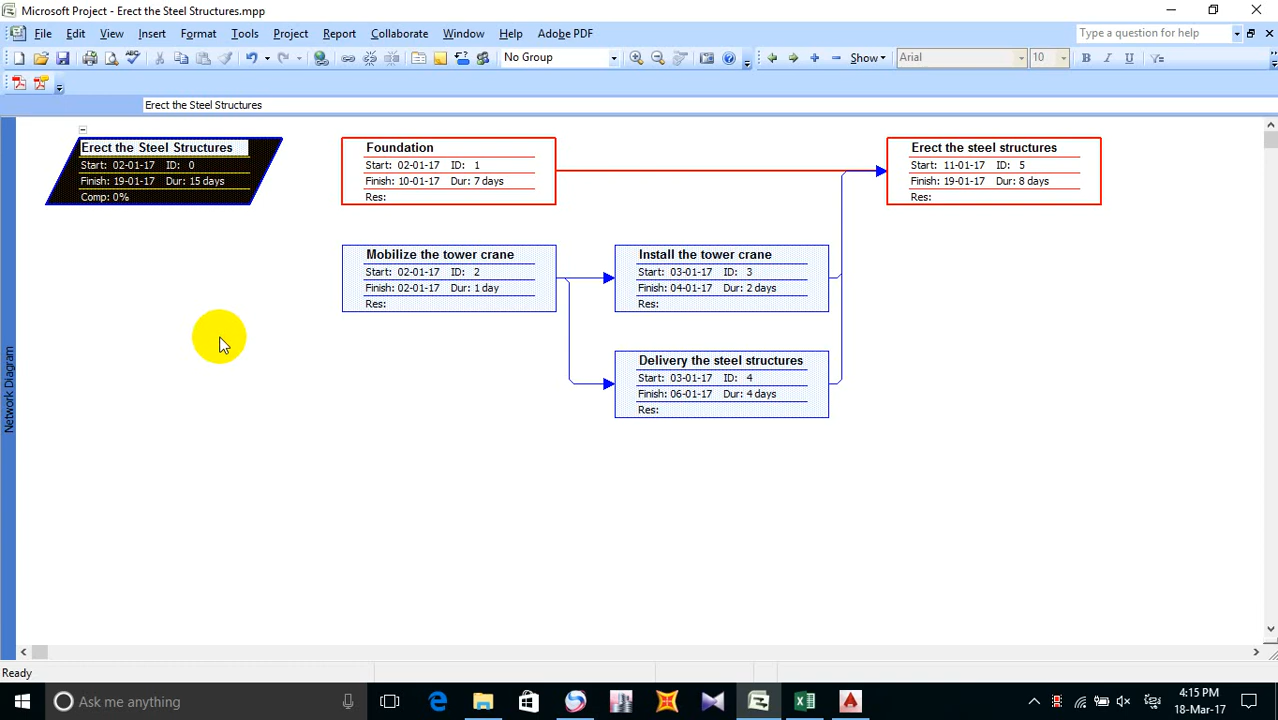 Microsoft Project - Erect the Steel Structures.mpp
File Edit View Insert Format Tools Project Report Collaborate Window Help Adobe PDF
Type a question for help
No Group
Show
Arial
10
B I U
Erect the Steel Structures
Erect the Steel Structures
Start: 02-01-17 ID: 0
Finish: 19-01-17 Dur: 15 days
Comp: 0%
Foundation
Start: 02-01-17 ID: 1
Finish: 10-01-17 Dur: 7 days
Res:
Erect the steel structures
Start: 11-01-17 ID: 5
Finish: 19-01-17 Dur: 8 days
Res:
Mobilize the tower crane
Start: 02-01-17 ID: 2
Finish: 02-01-17 Dur: 1 day
Res:
Install the tower crane
Start: 03-01-17 ID: 3
Finish: 04-01-17 Dur: 2 days
Res:
Delivery the steel structures
Start: 03-01-17 ID: 4
Finish: 06-01-17 Dur: 4 days
Res:
Network Diagram
Ready
Ask me anything
4:15 PM
18-Mar-17